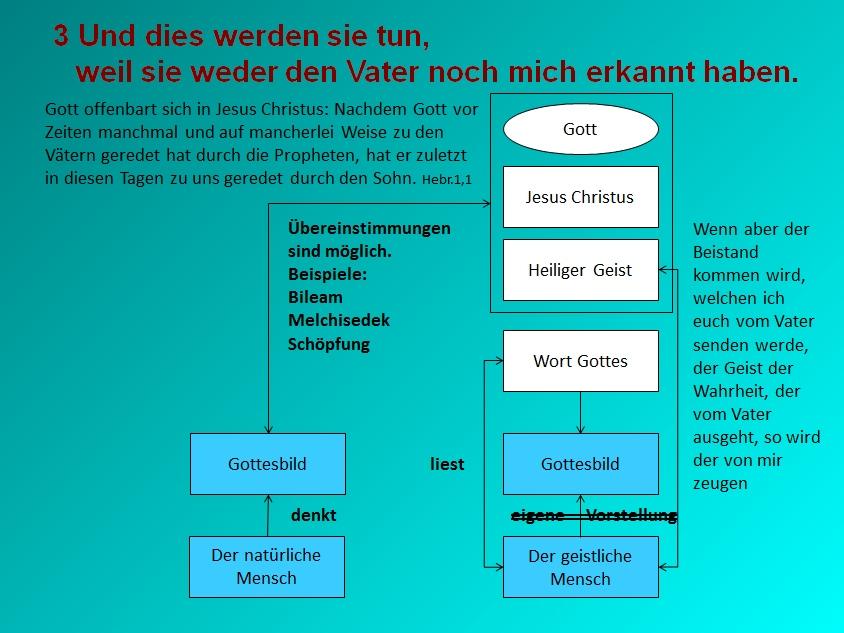 3 Und dies werden sie tun,
weil sie weder den Vater noch mich erkannt haben.
Gott offenbart sich in Jesus Christus: Nachdem Gott vor
Zeiten manchmal und auf mancherlei Weise zu den
Vätern geredet hat durch die Propheten, hat er zuletzt
in diesen Tagen zu uns geredet durch den Sohn. Hebr.1,1
Gott
Jesus Christus
Heiliger Geist
Übereinstimmungen
sind möglich.
Beispiele:
Bileam
Melchisedek
Schöpfung
Wenn aber der
Beistand
kommen wird,
welchen ich
euch vom Vater
senden werde,
der Geist der
Wahrheit, der
vom Vater
ausgeht, so wird
der von mir
zeugen
Wort Gottes
Gottesbild
liest
Gottesbild
denkt
eigene Vorstellung
Der natürliche
Mensch
Der geistliche
Mensch